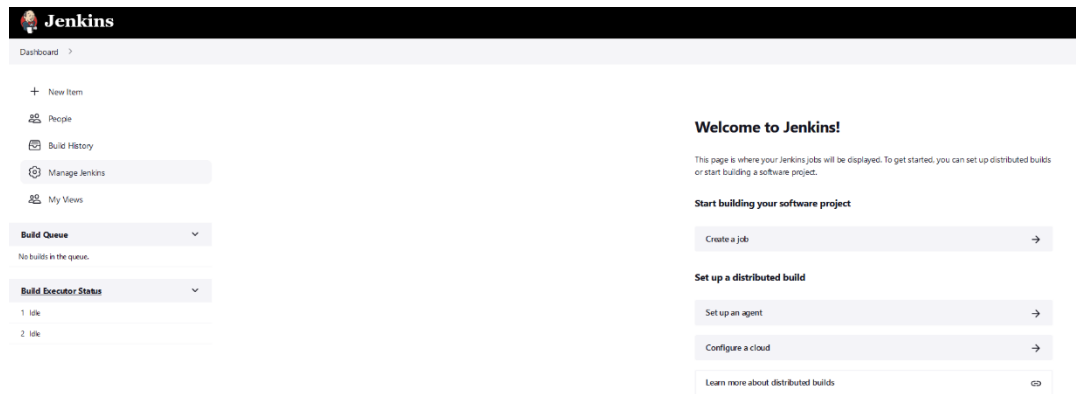 Jenkins
Dashboard >
+ New Item
People
Build History
Manage Jenkins
My Views
Build Queue
No builds in the queue.
Build Executor Status
1 Idle
2 Idle
Welcome to Jenkins!
This page is where your Jenkins jobs will be displayed. To get started, you can set up distributed builds
or start building a software project.
Start building your software project
Create a job →
Set up a distributed build
Set up an agent →
Configure a cloud →
Learn more about distributed builds